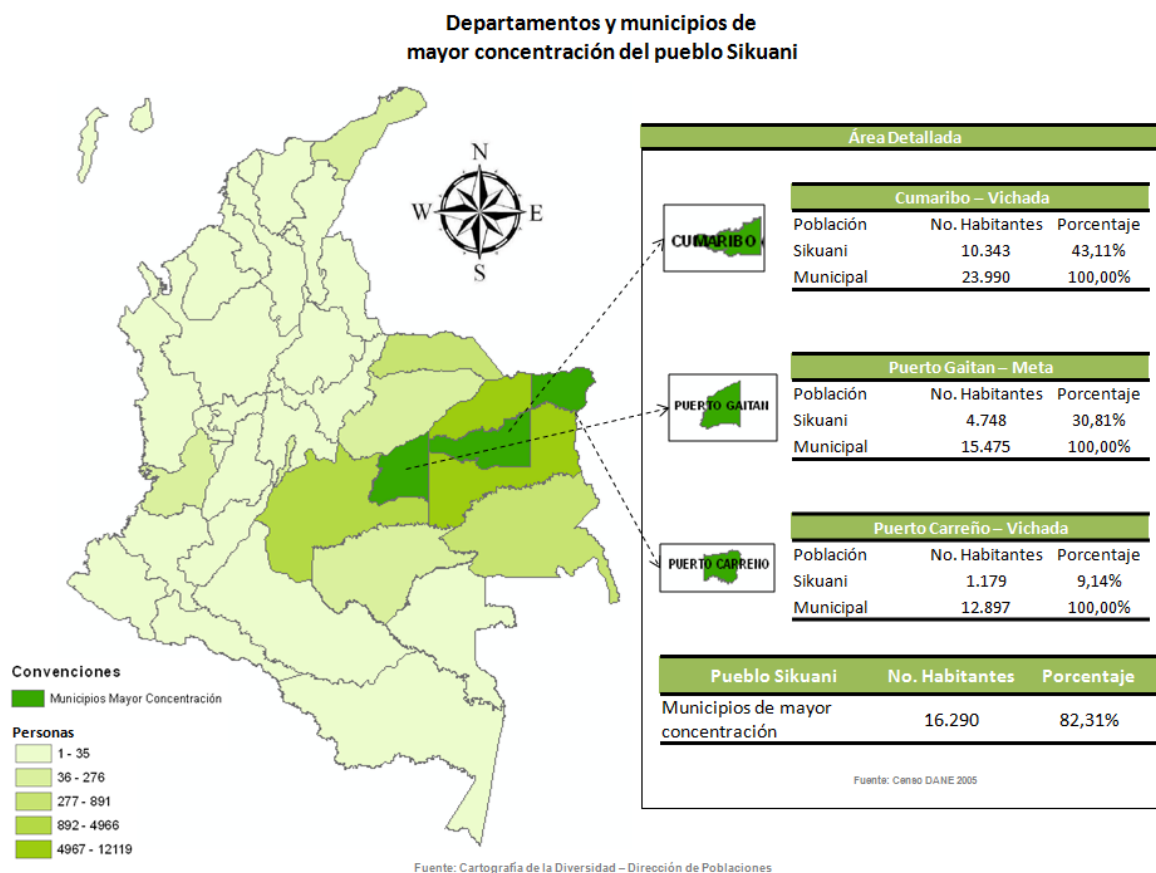 Departamentos y municipios de
mayor concentración del pueblo Sikuani
N
W
E
S
Área Detallada
CUMARIBO
Cumaribo – Vichada
Población No. Habitantes Porcentaje
Sikuani 10.343 43,11%
Municipal 23.990 100,00%
PUERTO GAITAN
Puerto Gaitan – Meta
Población No. Habitantes Porcentaje
Sikuani 4.748 30,81%
Municipal 15.475 100,00%
PUERTO CARREÑO
Puerto Carreño – Vichada
Población No. Habitantes Porcentaje
Sikuani 1.179 9,14%
Municipal 12.897 100,00%
Pueblo Sikuani No. Habitantes Porcentaje
Municipios de mayor
concentración 16.290 82,31%
Fuente: Censo DANE 2005
Convenciones
Municipios Mayor Concentración
Personas
1 - 35
36 - 276
277 - 891
892 - 4966
4967 - 12119
Fuente: Cartografía de la Diversidad – Dirección de Poblaciones